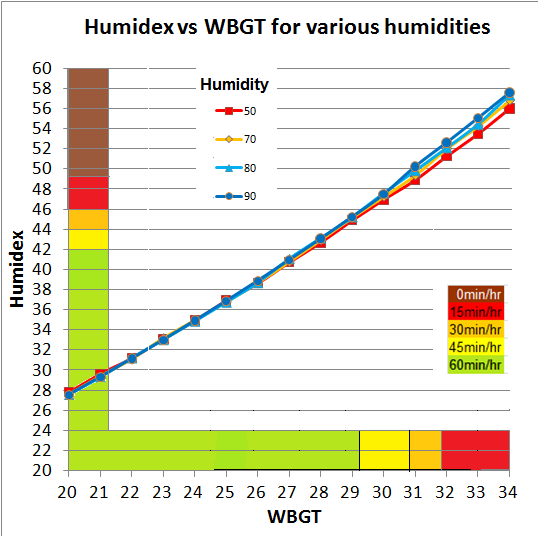 Humidex vs WBGT for various humidities
Humidity
50
70
80
90
Humidex
60
58
56
54
52
50
48
46
44
42
40
38
36
34
32
30
28
26
24
22
20
0min/hr
15min/hr
30min/hr
45min/hr
60min/hr
20 21 22 23 24 25 26 27 28 29 30 31 32 33 34
WBGT